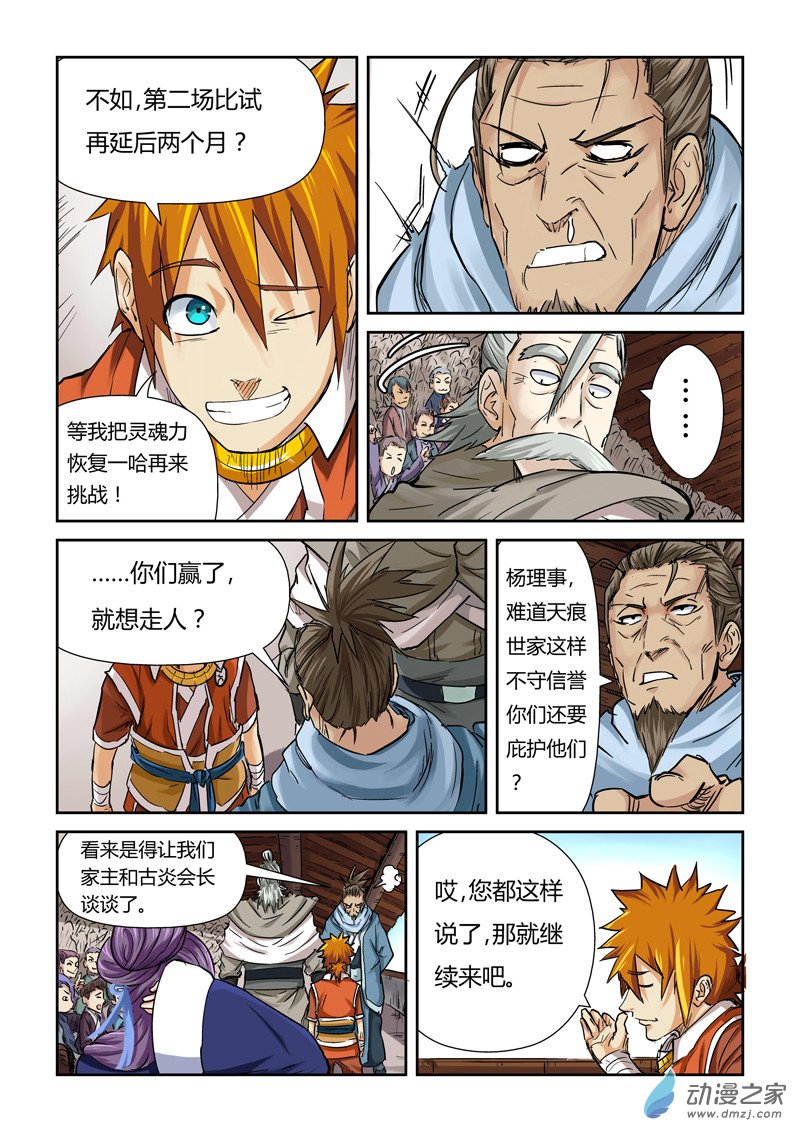 不如，第二场比试
再延后两个月？
等我把灵魂力
恢复一哈再来
挑战！
……
……你们赢了，
就想走人？
杨理事，
难道天痕
世家这样
不守信誉
你们还要
庇护他们
？
看来是得让我们
家主和古炎会长
谈谈了。
哎，您都这样
说了，那就继
续来吧。
动漫之家
www.dmzj.com